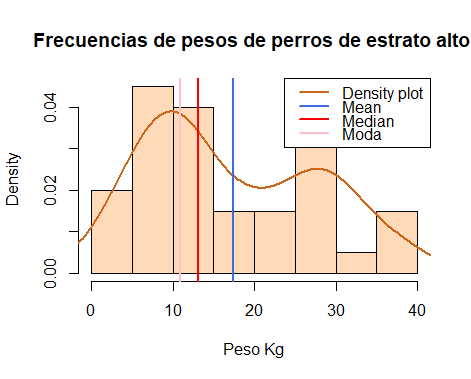 Frecuencias de pesos de perros de estrato alto
Density plot
Mean
Median
Moda
Density
0.04
0.02
0.00
0 10 20 30 40
Peso Kg